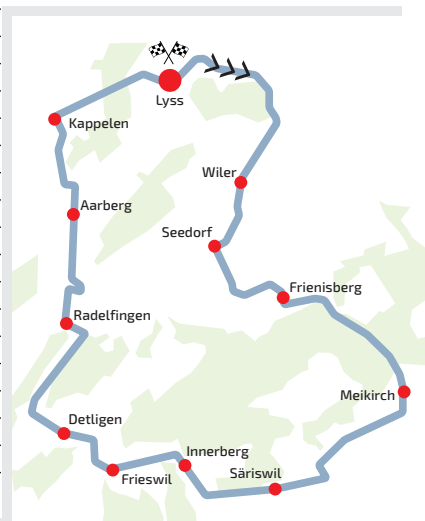 Lyss
Kappelen
Wiler
Aarberg
Seedorf
Frienisberg
Radelfingen
Meikirch
Detligen
Innerberg
Säriswil
Frieswil